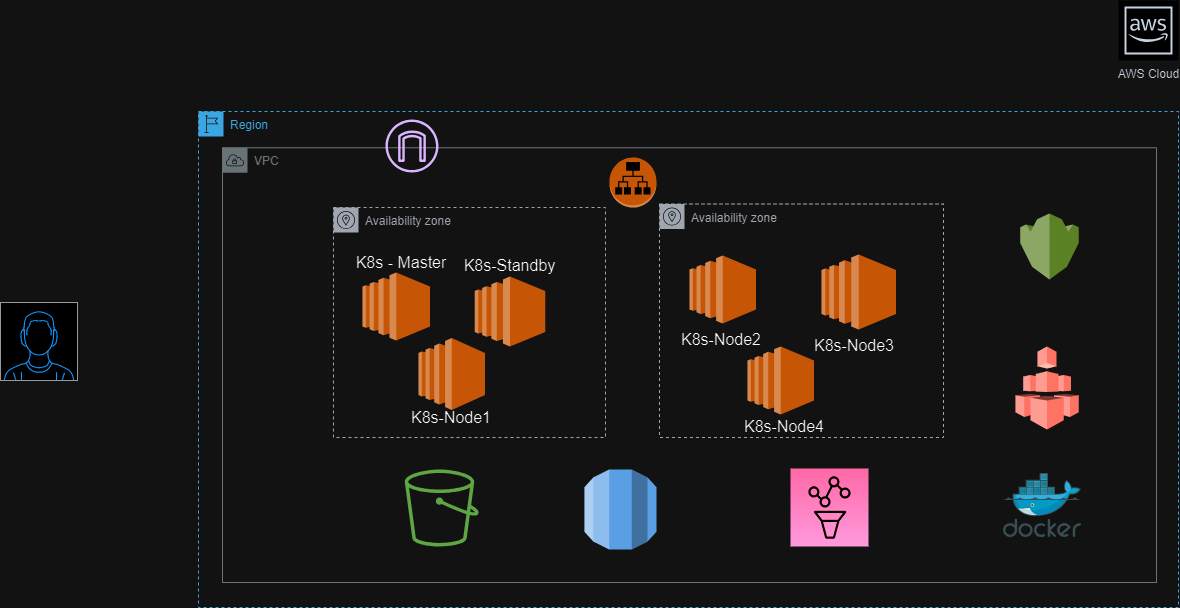 aws
AWS Cloud
Region
VPC
Availability zone
Availability zone
K8s - Master
K8s-Standby
K8s-Node2
K8s-Node3
K8s-Node1
K8s-Node4
docker